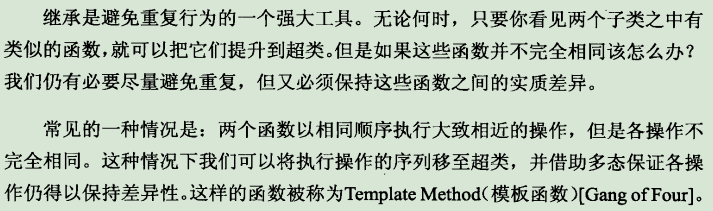 继承是避免重复行为的一个强大工具。无论何时，只要你看见两个子类之中有
类似的函数，就可以把它们提升到超类。但是如果这些函数并不完全相同该怎么办？
我们仍有必要尽量避免重复，但又必须保持这些函数之间的实质差异。
常见的一种情况是：两个函数以相同顺序执行大致相近的操作，但是各操作不
完全相同。这种情况下我们可以将执行操作的序列移至超类，并借助多态保证各操
作仍得以保持差异性。这样的函数被称为Template Method（模板函数）[Gang of Four]。